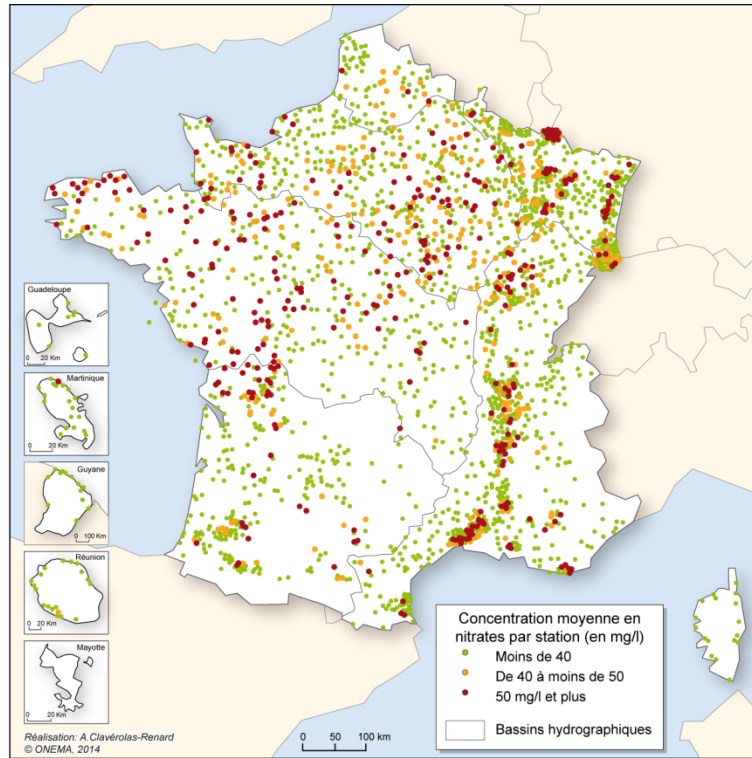 Guadeloupe
0 20 Km
Martinique
0 20 Km
Guyane
0 100 Km
Réunion
0 20 Km
Mayotte
0 20 Km
Concentration moyenne en
nitrates par station (en mg/l)
Moins de 40
De 40 à moins de 50
50 mg/l et plus
Bassins hydrographiques
Réalisation: A.Clavérolas-Renard
© ONEMA, 2014
0 50 100 km